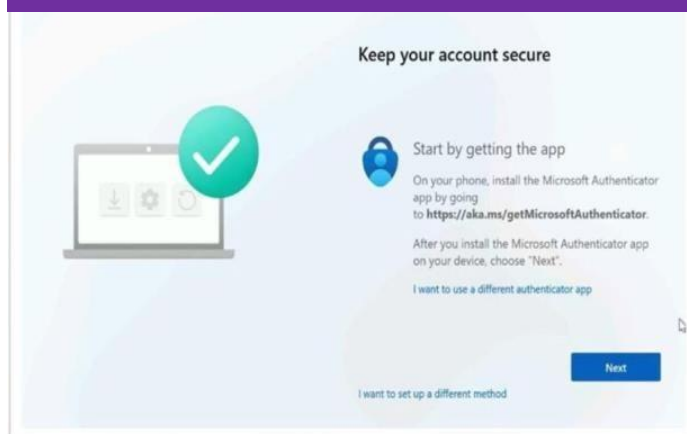 Keep your account secure
Start by getting the app
On your phone, install the Microsoft Authenticator
app by going
to https://aka.ms/getMicrosoftAuthenticator.
After you install the Microsoft Authenticator app
on your device, choose "Next".
I want to use a different authenticator app
Next
I want to set up a different method